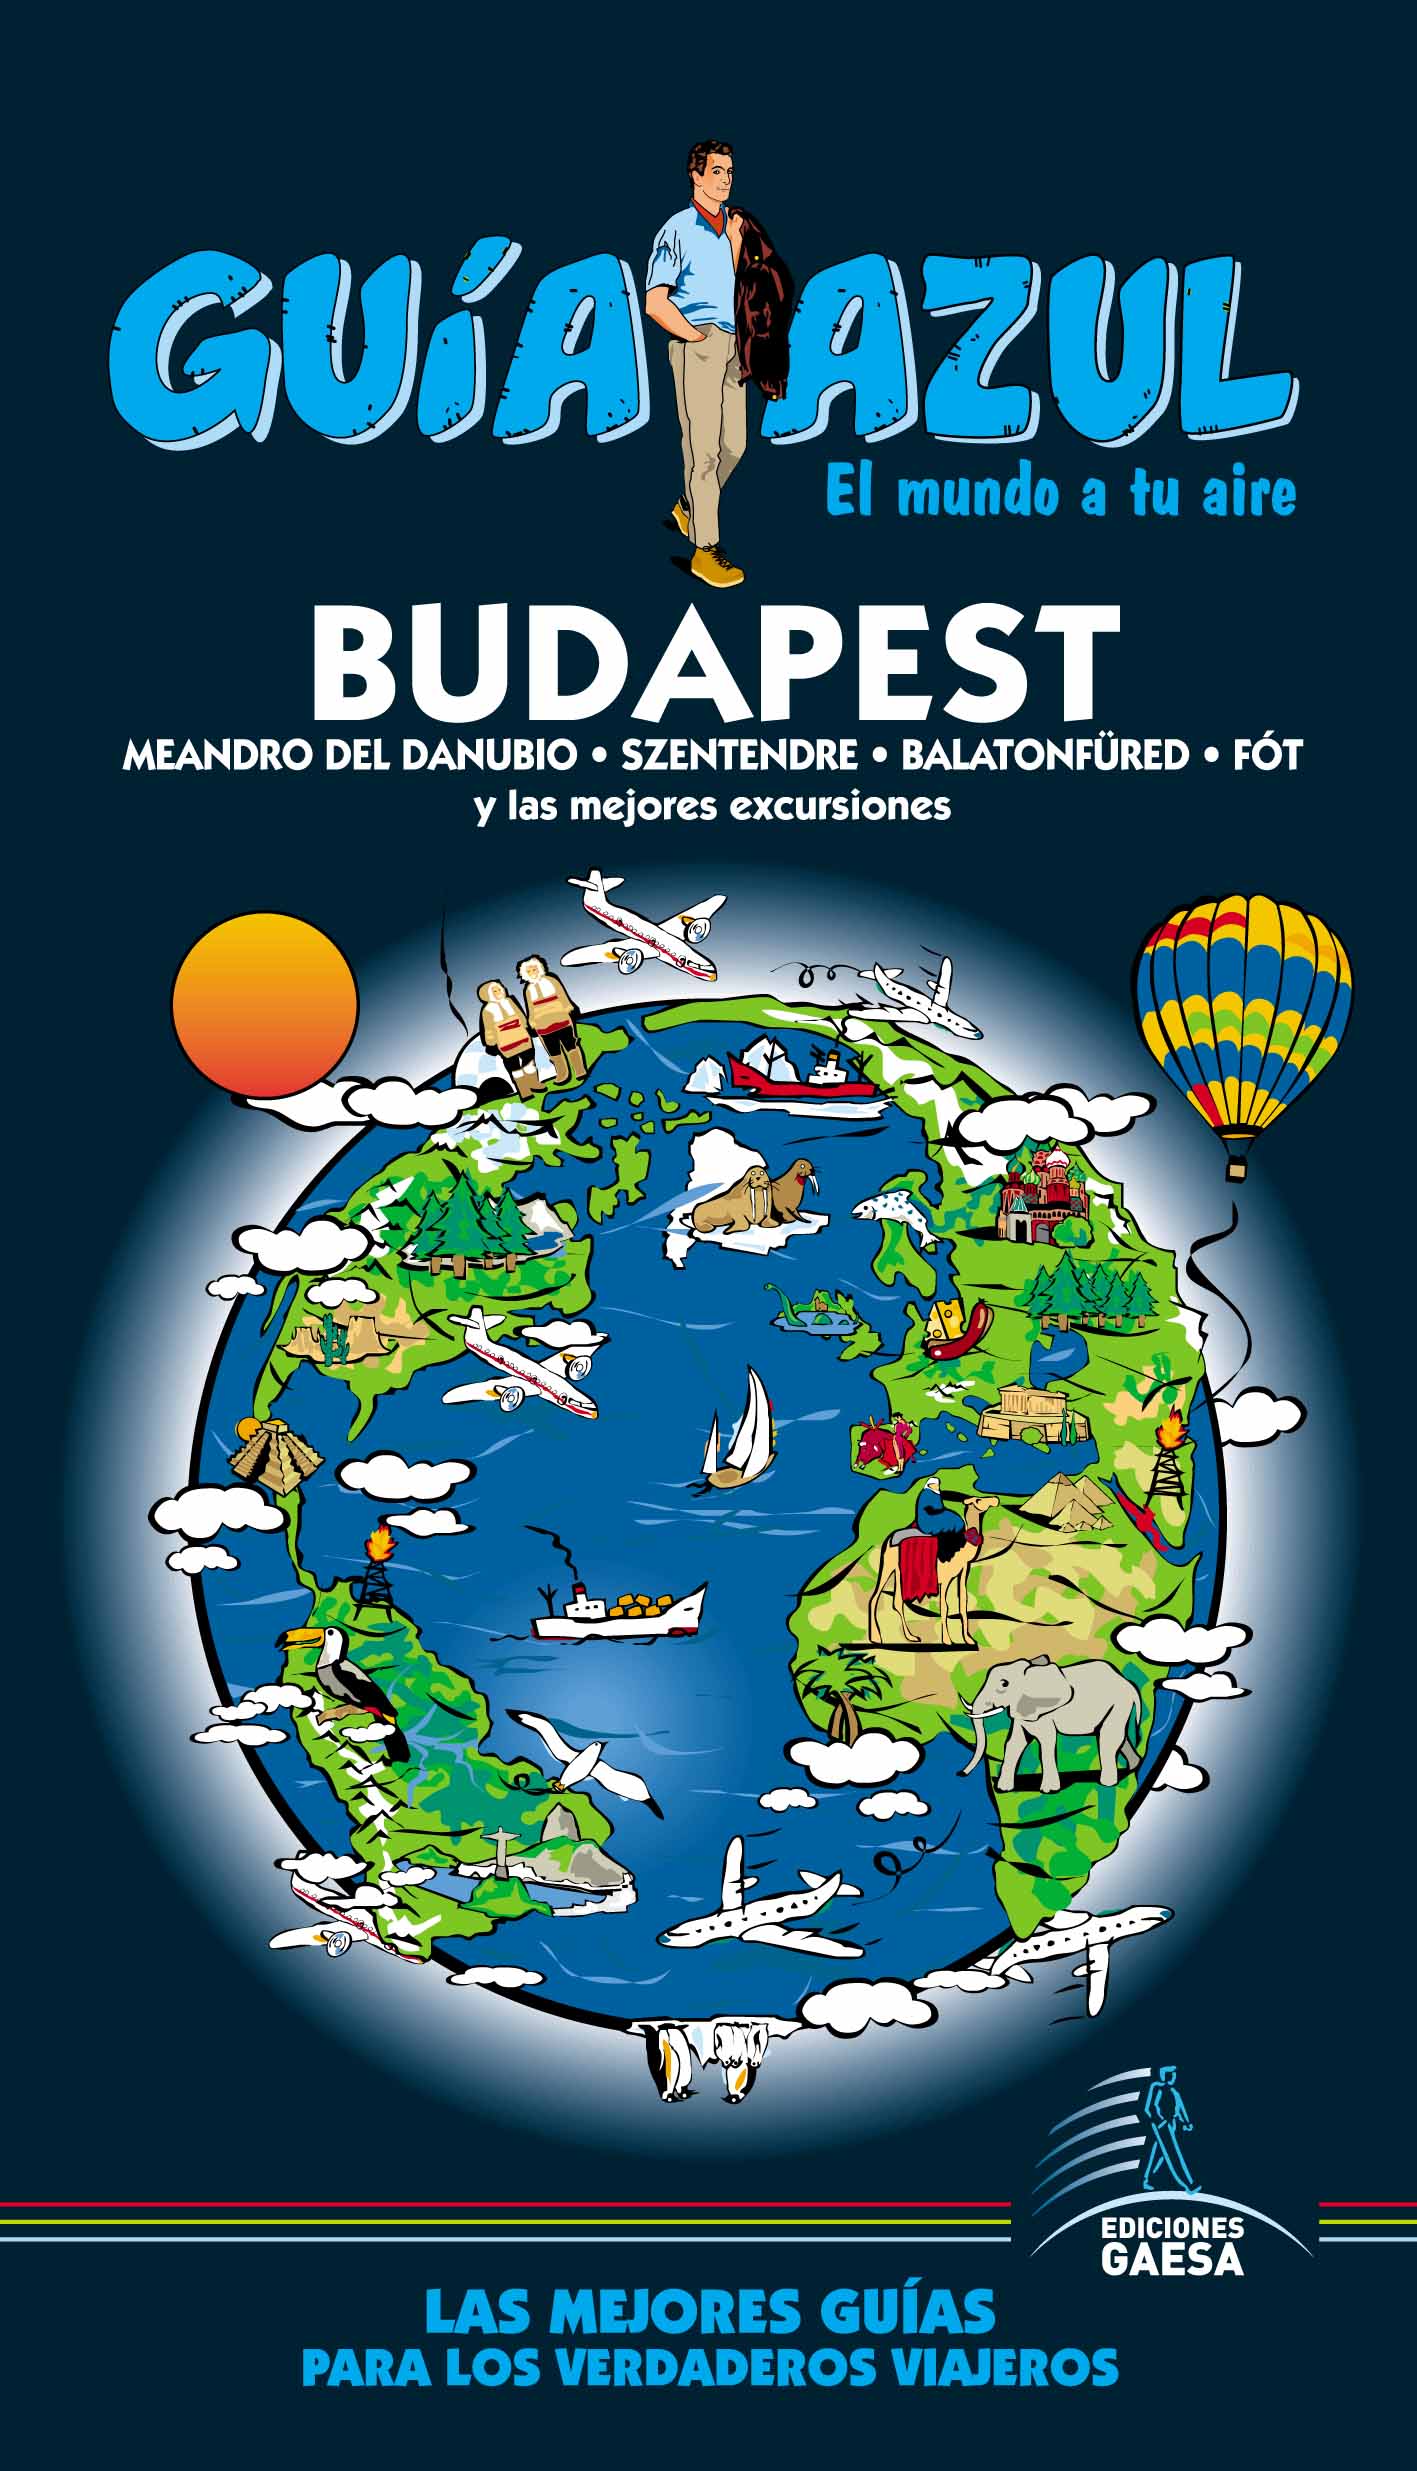 GUíA AZUL
El mundo a tu aire
BUDAPEST
MEANDRO DEL DANUBIO • SZENTENDRE • BALATONFÜRED • FÓT
y las mejores excursiones
EDICIONES
GAESA
LAS MEJORES GUÍAS
PARA LOS VERDADEROS VIAJEROS